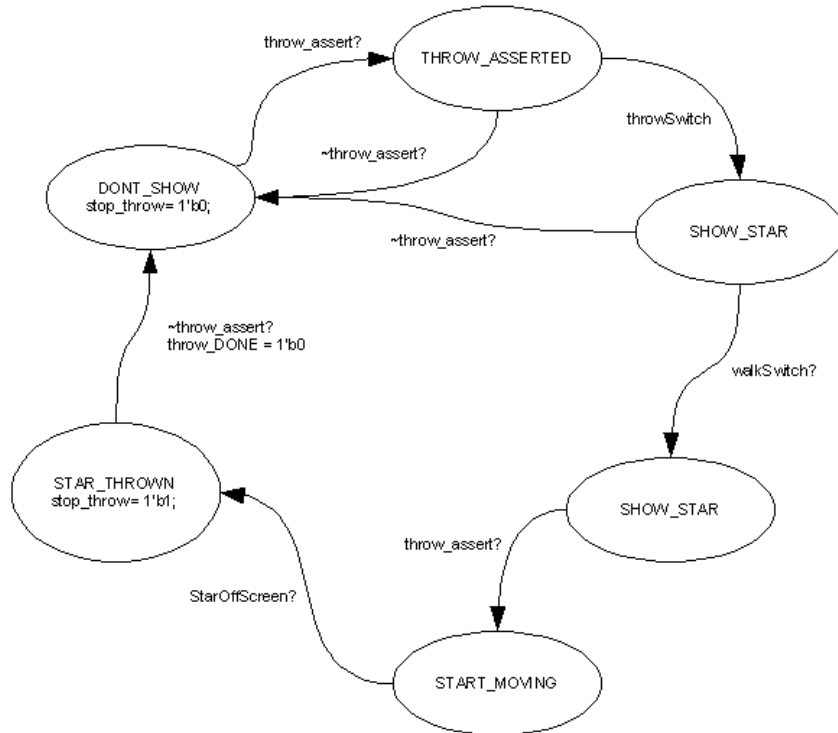 throw_assert?
THROW_ASSERTED
throwSwitch
~throw_assert?
DONT_SHOW
stop_throw= 1'b0;
SHOW_STAR
~throw_assert?
~throw_assert?
throw_DONE = 1'b0
walkSwitch?
STAR_THROWN
stop_throw= 1'b1;
SHOW_STAR
throw_assert?
StarOffScreen?
START_MOVING